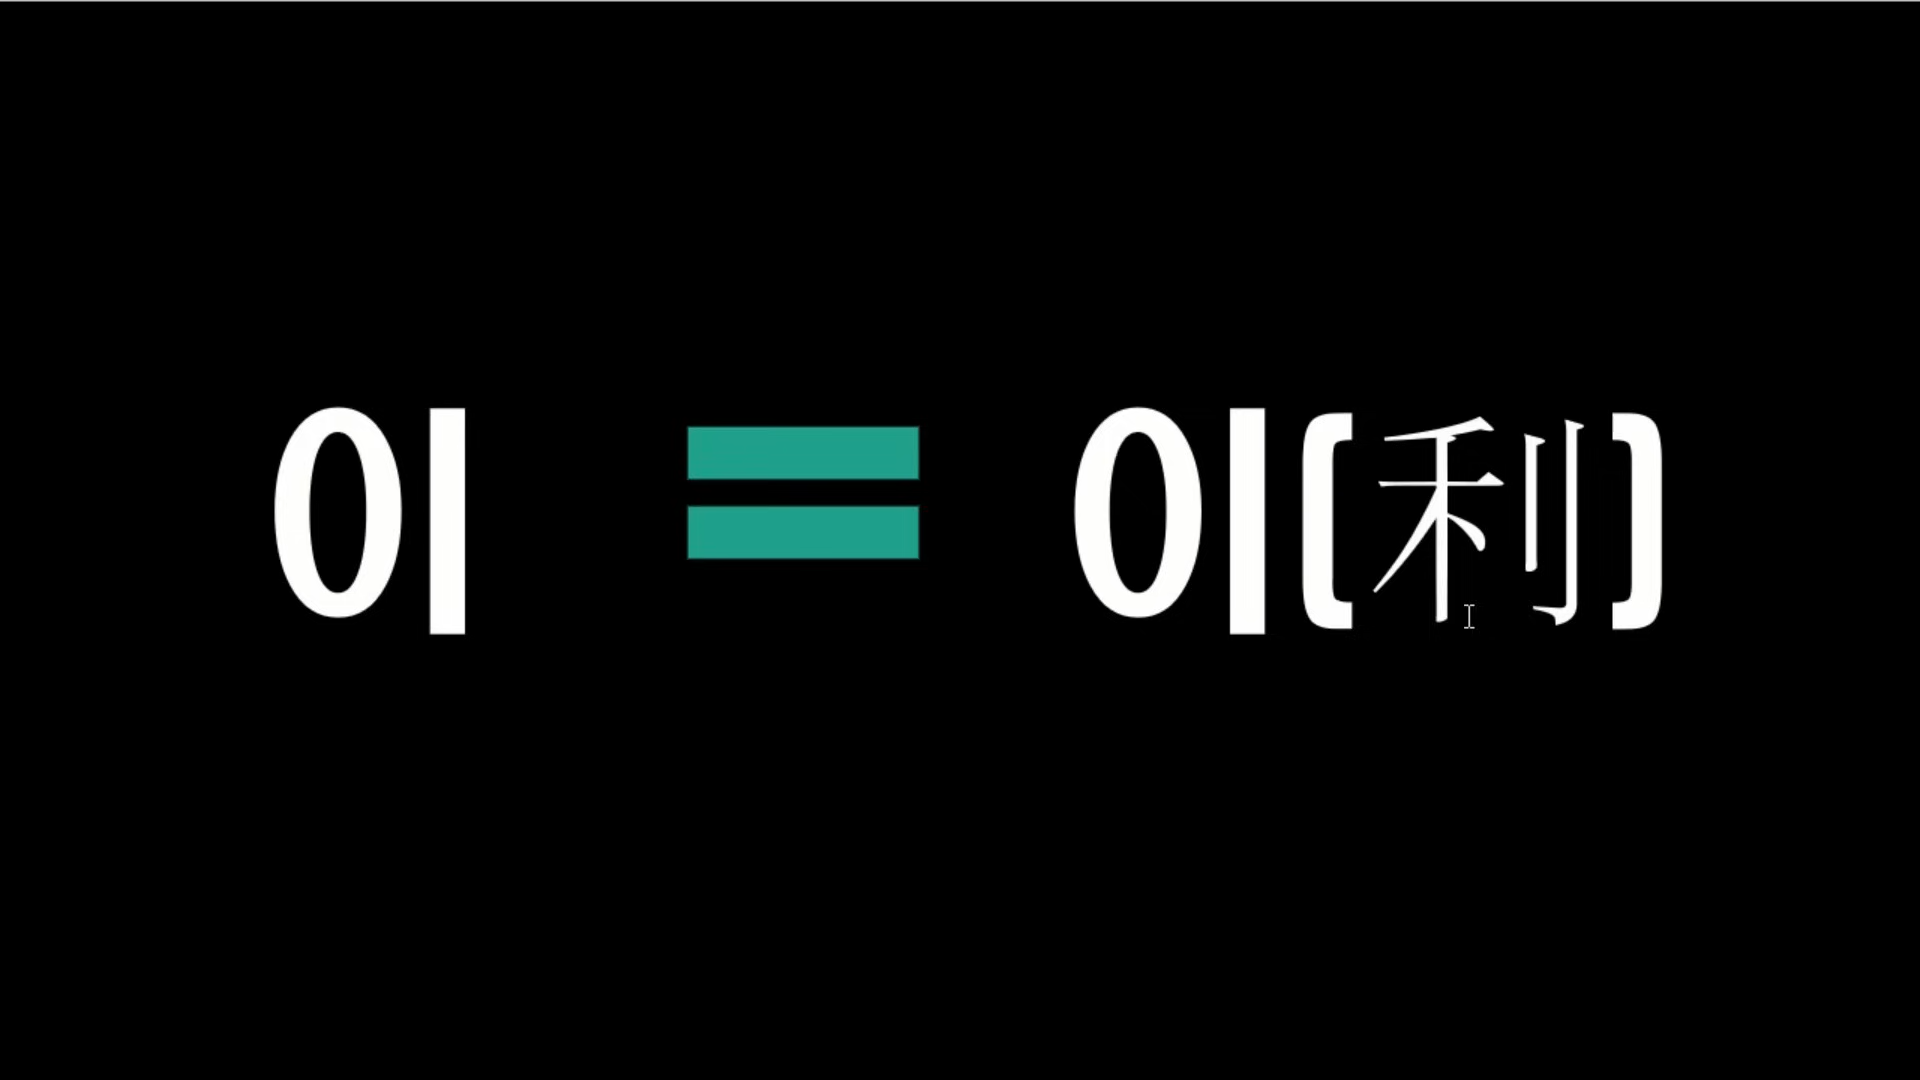 이 = 이(利)